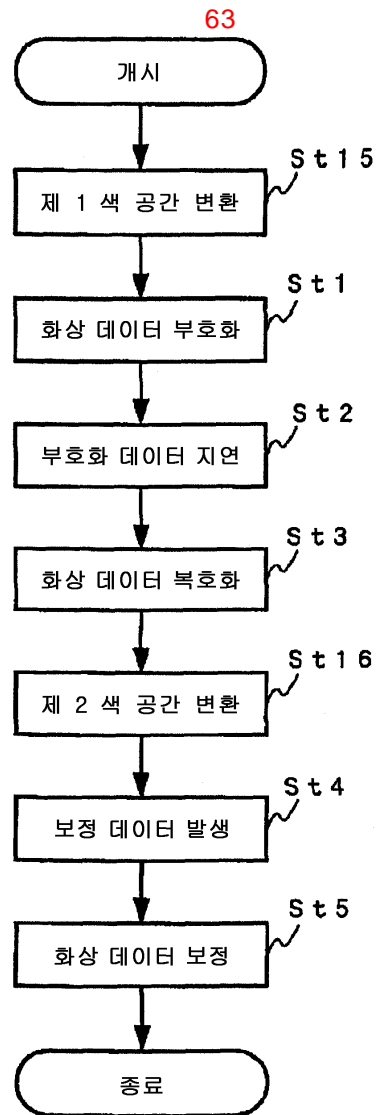 63
개시
St15
제 1 색 공간 변환
St1
화상 데이터 부호화
St2
부호화 데이터 지연
St3
화상 데이터 복호화
St16
제 2 색 공간 변환
St4
보정 데이터 발생
St5
화상 데이터 보정
종료